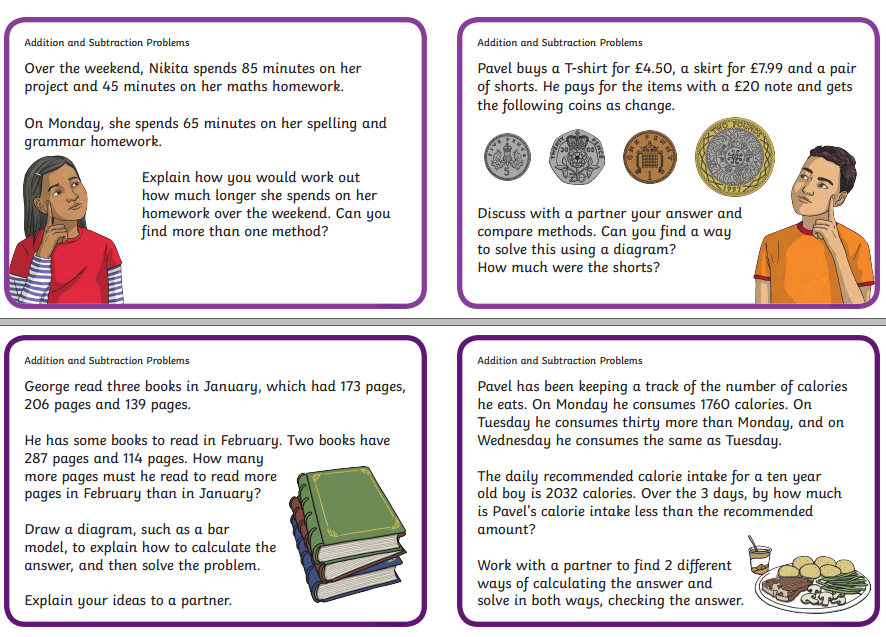 Addition and Subtraction Problems
Over the weekend, Nikita spends 85 minutes on her
project and 45 minutes on her maths homework.
On Monday, she spends 65 minutes on her spelling and
grammar homework.
Explain how you would work out
how much longer she spends on her
homework over the weekend. Can you
find more than one method?
Addition and Subtraction Problems
Pavel buys a T-shirt for £4.50, a skirt for £7.99 and a pair
of shorts. He pays for the items with a £20 note and gets
the following coins as change.
5
1
TWO POUNDS
1997
Discuss with a partner your answer and
compare methods. Can you find a way
to solve this using a diagram?
How much were the shorts?
Addition and Subtraction Problems
George read three books in January, which had 173 pages,
206 pages and 139 pages.
He has some books to read in February. Two books have
287 pages and 114 pages. How many
more pages must he read to read more
pages in February than in January?
Draw a diagram, such as a bar
model, to explain how to calculate the
answer, and then solve the problem.
Explain your ideas to a partner.
Addition and Subtraction Problems
Pavel has been keeping a track of the number of calories
he eats. On Monday he consumes 1760 calories. On
Tuesday he consumes thirty more than Monday, and on
Wednesday he consumes the same as Tuesday.
The daily recommended calorie intake for a ten year
old boy is 2032 calories. Over the 3 days, by how much
is Pavel's calorie intake less than the recommended
amount?
Work with a partner to find 2 different
ways of calculating the answer and
solve in both ways, checking the answer.